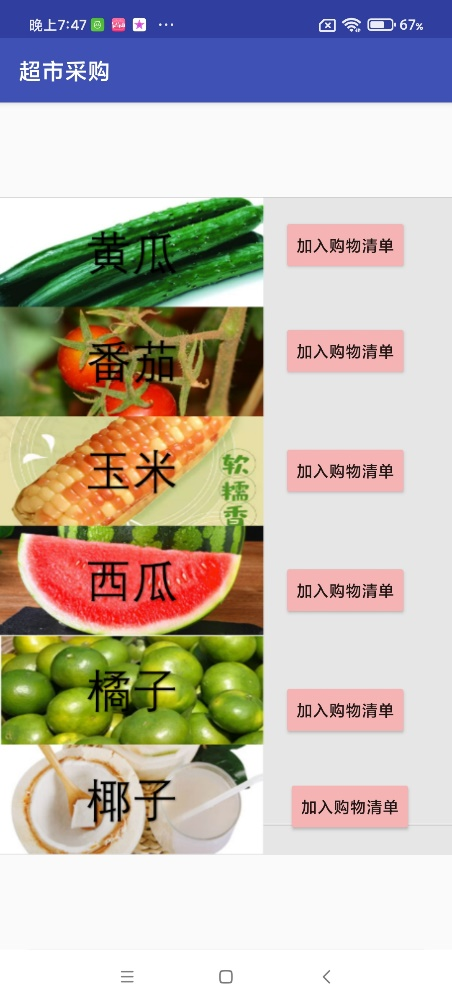 晚上7:47
67%
超市采购
黄瓜
加入购物清单
番茄
加入购物清单
玉米
软糯香
加入购物清单
西瓜
加入购物清单
橘子
加入购物清单
椰子
加入购物清单